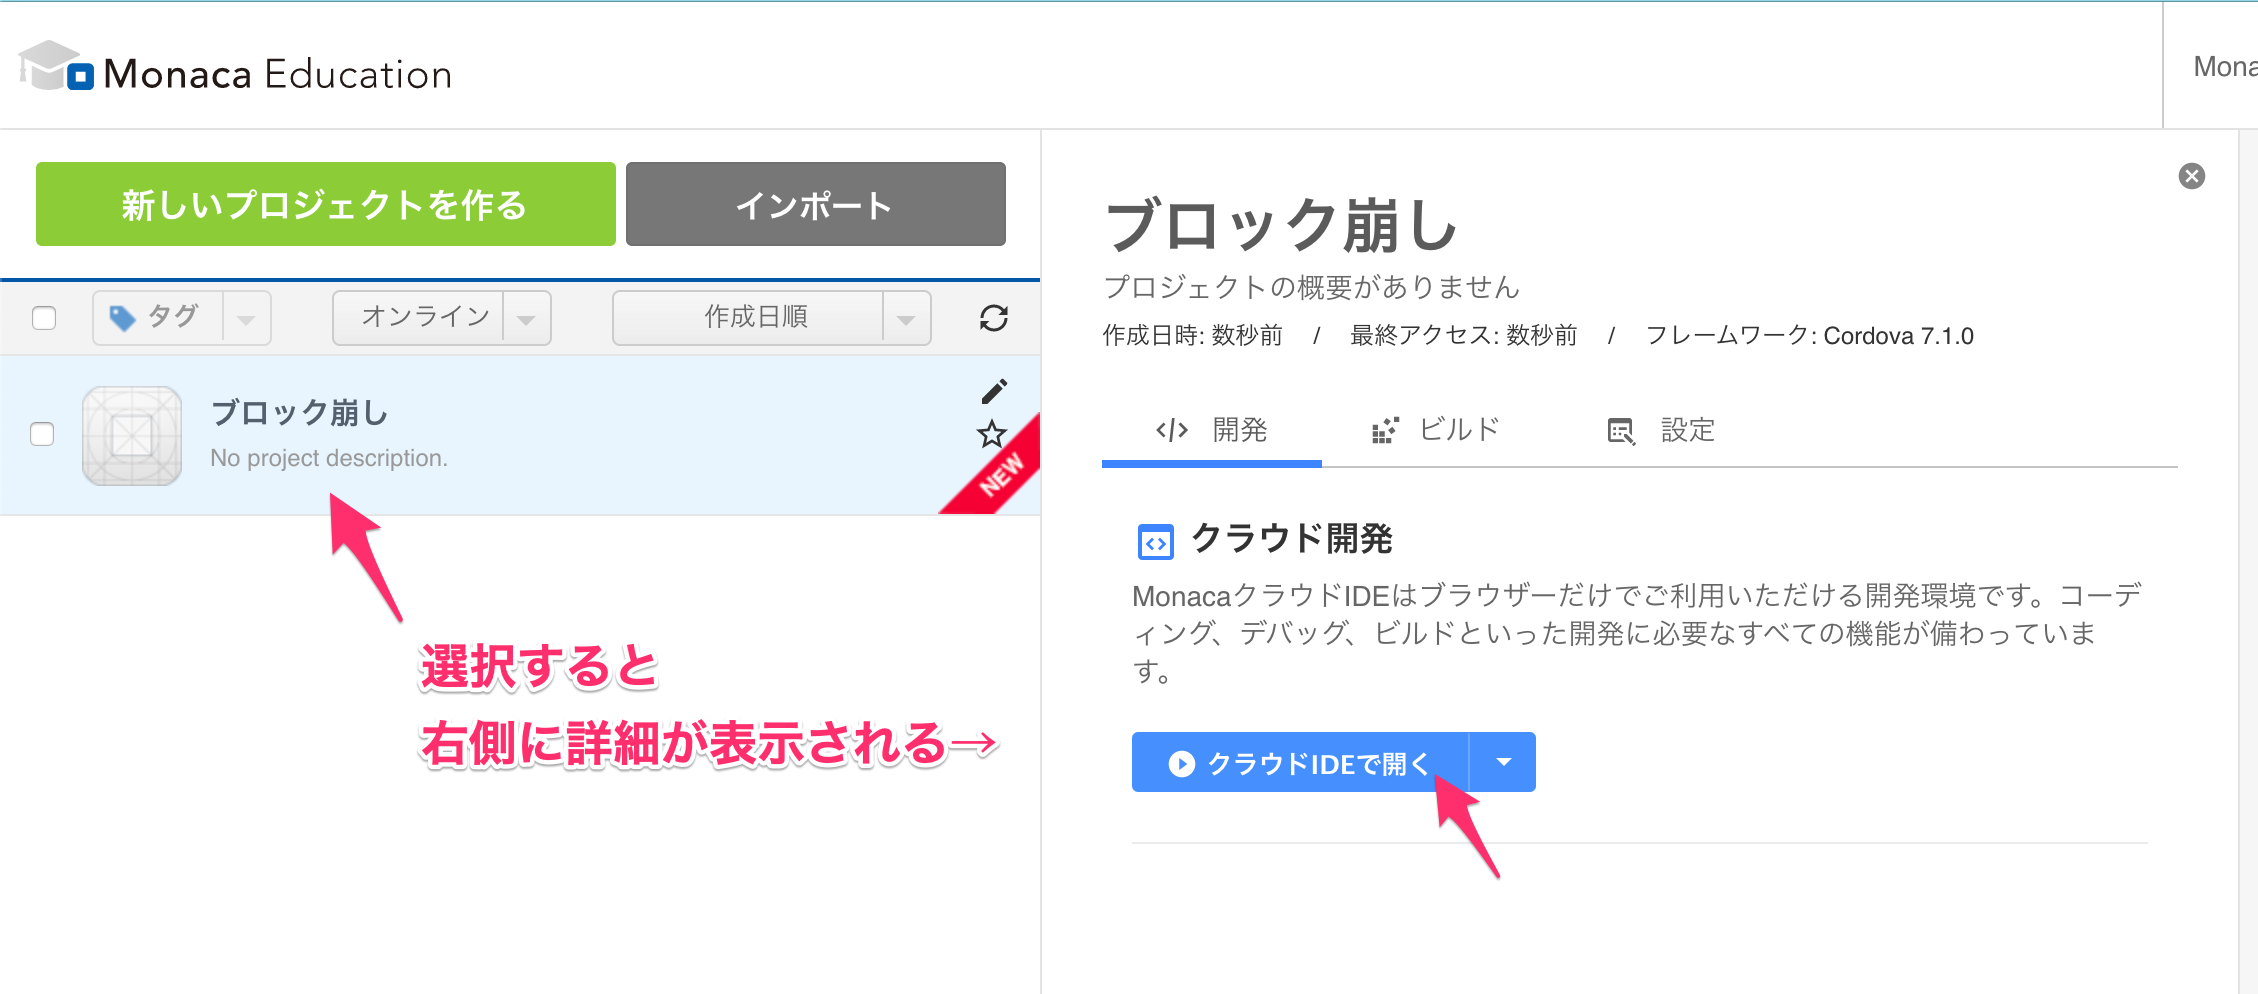 Monaca Education
Mona
新しいプロジェクトを作る
インポート
タグ
オンライン
作成日順
ブロック崩し
No project description.
NEW
選択すると
右側に詳細が表示される→
ブロック崩し
プロジェクトの概要がありません
作成日時: 数秒前 / 最終アクセス: 数秒前 / フレームワーク: Cordova 7.1.0
</> 開発
ビルド
設定
クラウド開発
MonacaクラウドIDEはブラウザーだけでご利用いただける開発環境です。コーデ
ィング、デバッグ、ビルドといった開発に必要なすべての機能が備わっていま
す。
クラウドIDEで開く